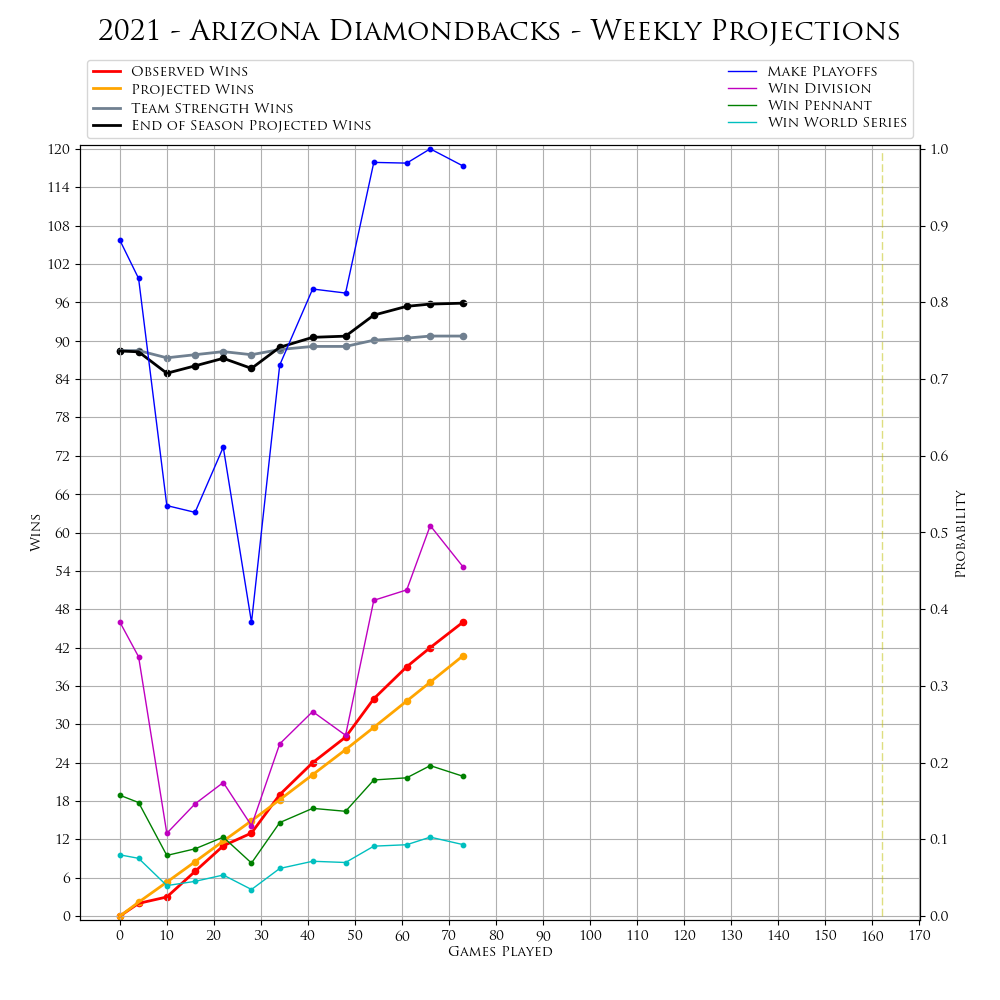 2021 - Arizona Diamondbacks - Weekly Projections
Observed Wins
Projected Wins
Team Strength Wins
End of Season Projected Wins
Make Playoffs
Win Division
Win Pennant
Win World Series
120
114
108
102
96
90
84
78
72
66
60
54
48
42
36
30
24
18
12
6
0
Wins
1.0
0.9
0.8
0.7
0.6
0.5
0.4
0.3
0.2
0.1
0.0
Probability
0 10 20 30 40 50 60 70 80 90 100 110 120 130 140 150 160 170
Games Played